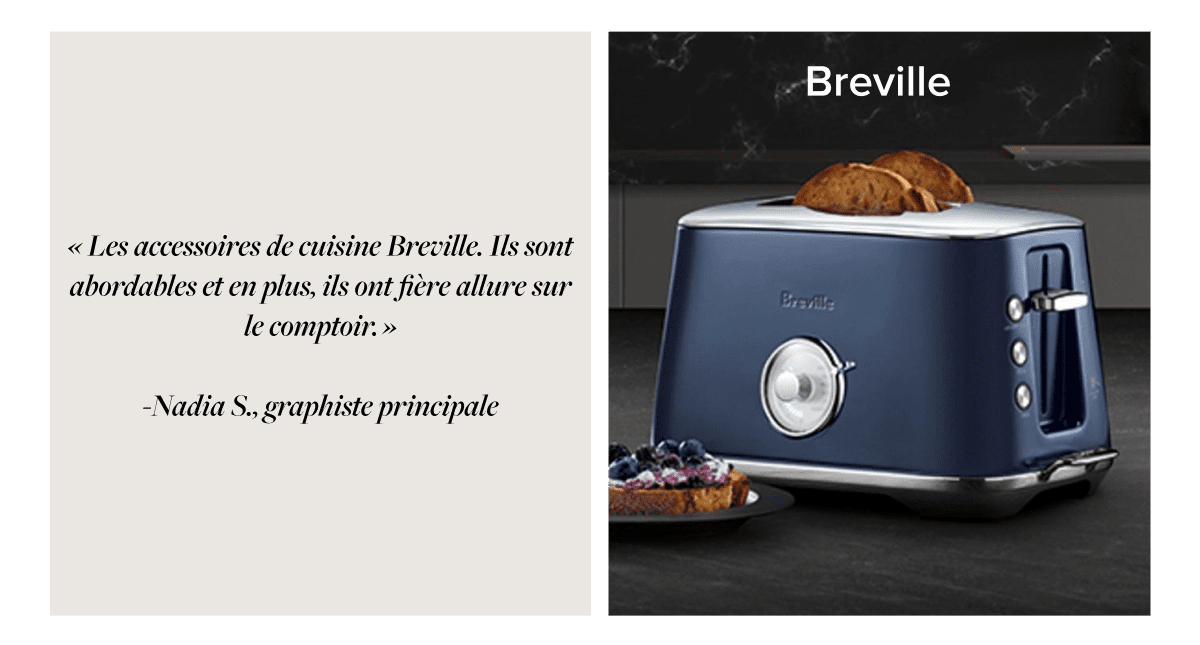 « Les accessoires de cuisine Breville. Ils sont
abordables et en plus, ils ont fière allure sur
le comptoir. »
-Nadia S., graphiste principale
Breville
Breville